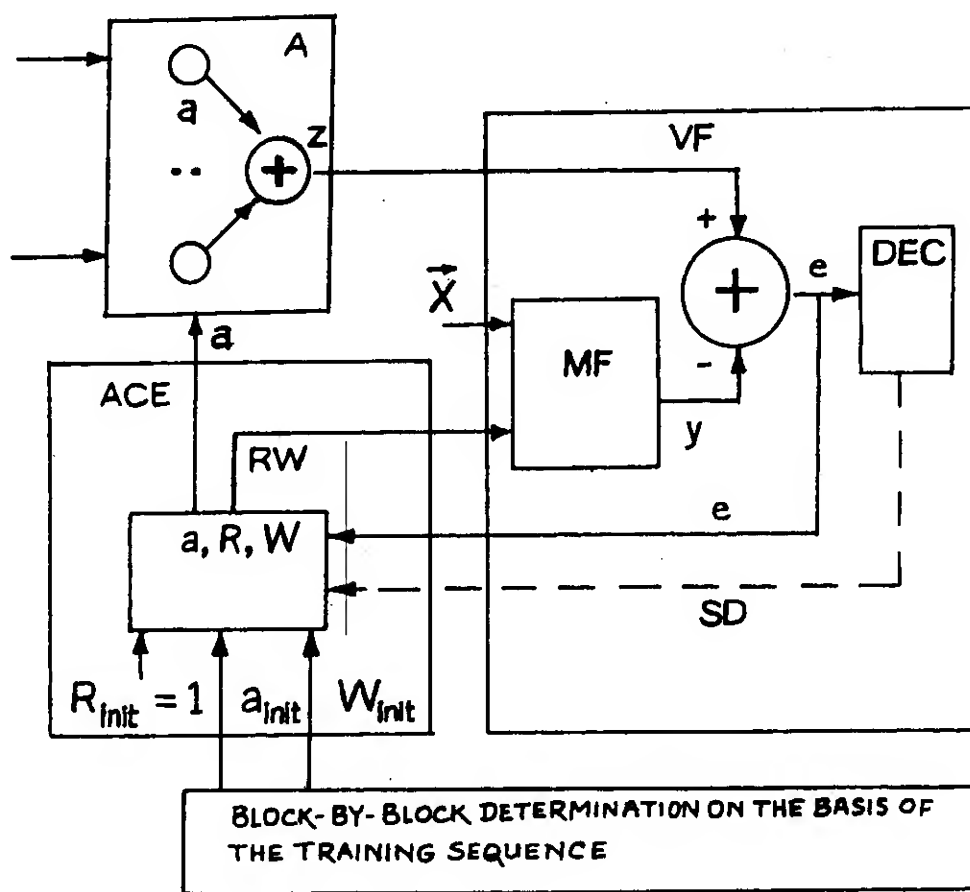 A
a
z
+
VF
+
+
e
DEC
X
MF
-
y
a
ACE
RW
e
a, R, W
SD
R_init = 1
a_init
W_init
BLOCK-BY-BLOCK DETERMINATION ON THE BASIS OF
THE TRAINING SEQUENCE